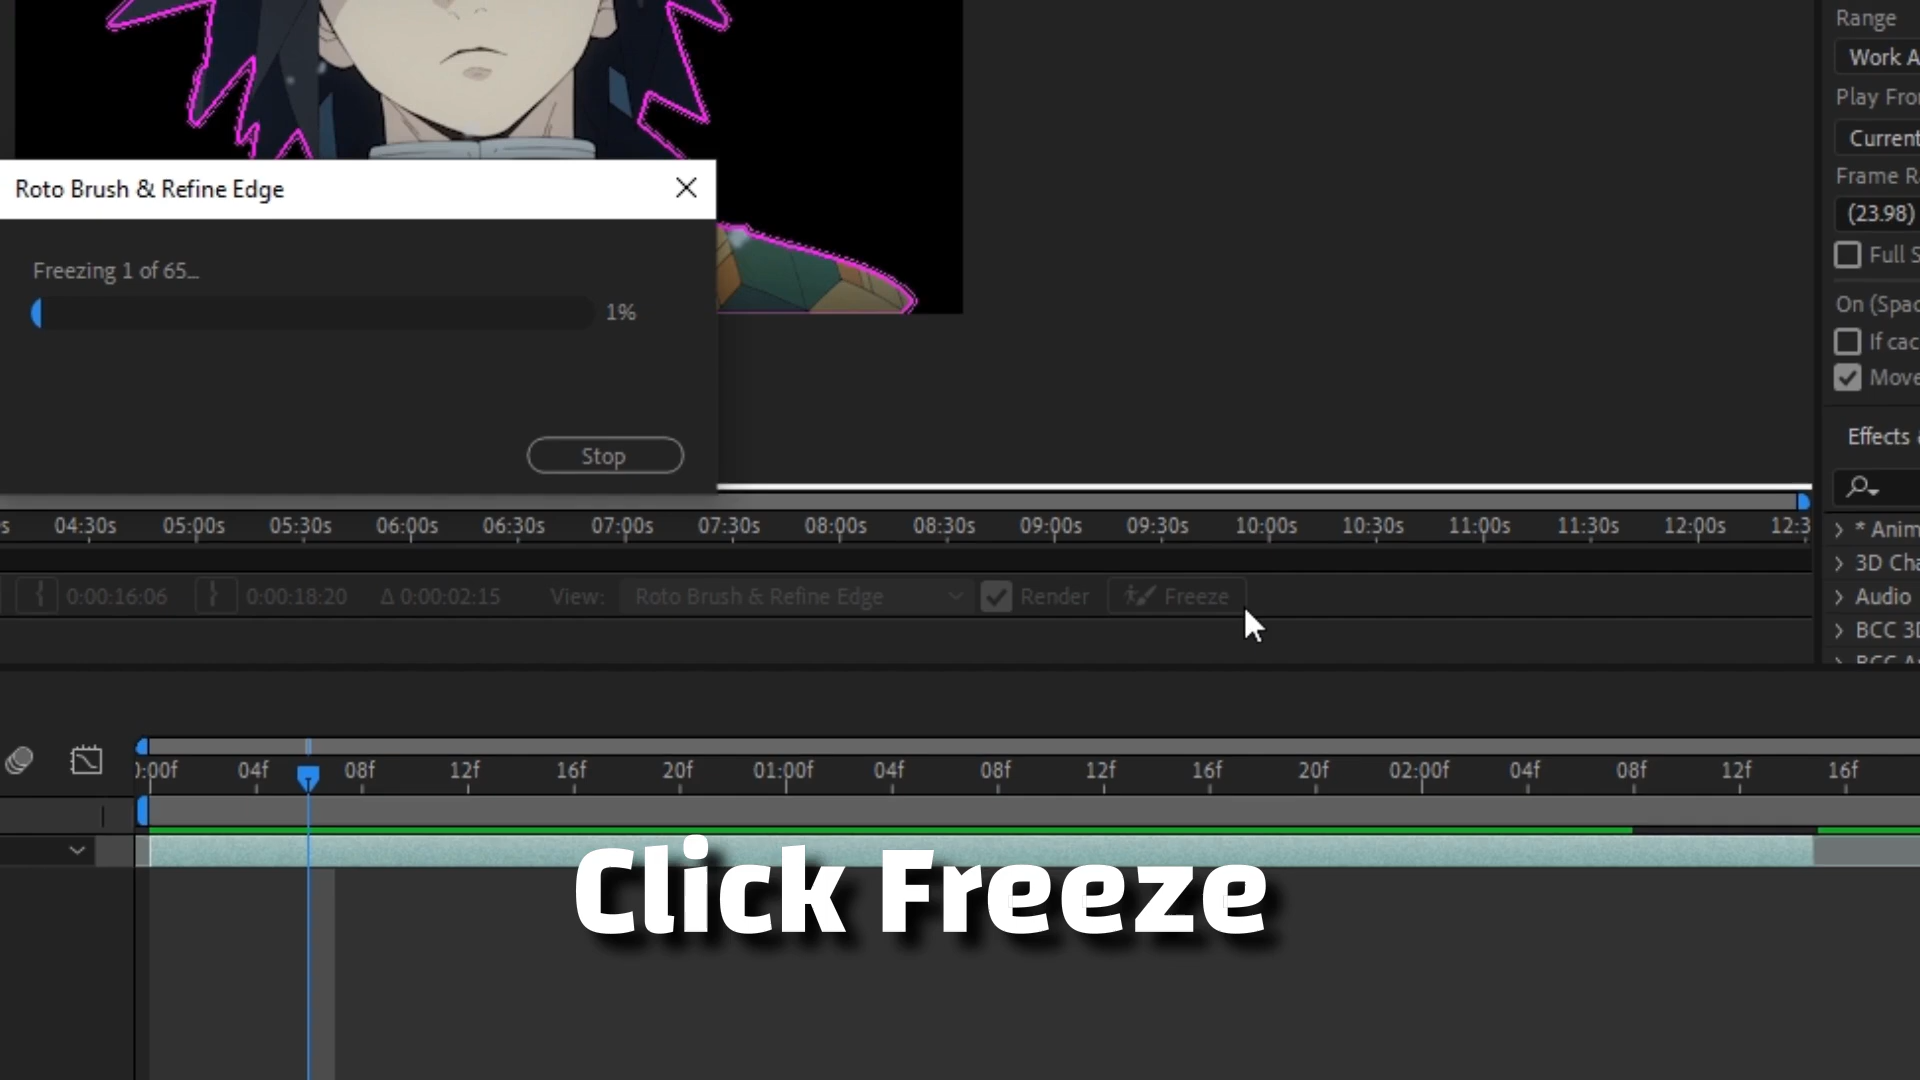 Range
Work A
Play Fro
Current
Frame R
(23.98)
Full S
On (Spac
If cac
Move
Effects
* Anim
3D Cha
Audio
BCC 3D
Roto Brush & Refine Edge
Freezing 1 of 65...
1%
Stop
s 04:30s 05:00s 05:30s 06:00s 06:30s 07:00s 07:30s 08:00s 08:30s 09:00s 09:30s 10:00s 10:30s 11:00s 11:30s 12:00s 12:3
0:00:16:06 0:00:18:20 Δ 0:00:02:15 View: Roto Brush & Refine Edge Render Freeze
0:00f 04f 08f 12f 16f 20f 01:00f 04f 08f 12f 16f 20f 02:00f 04f 08f 12f 16f
Click Freeze